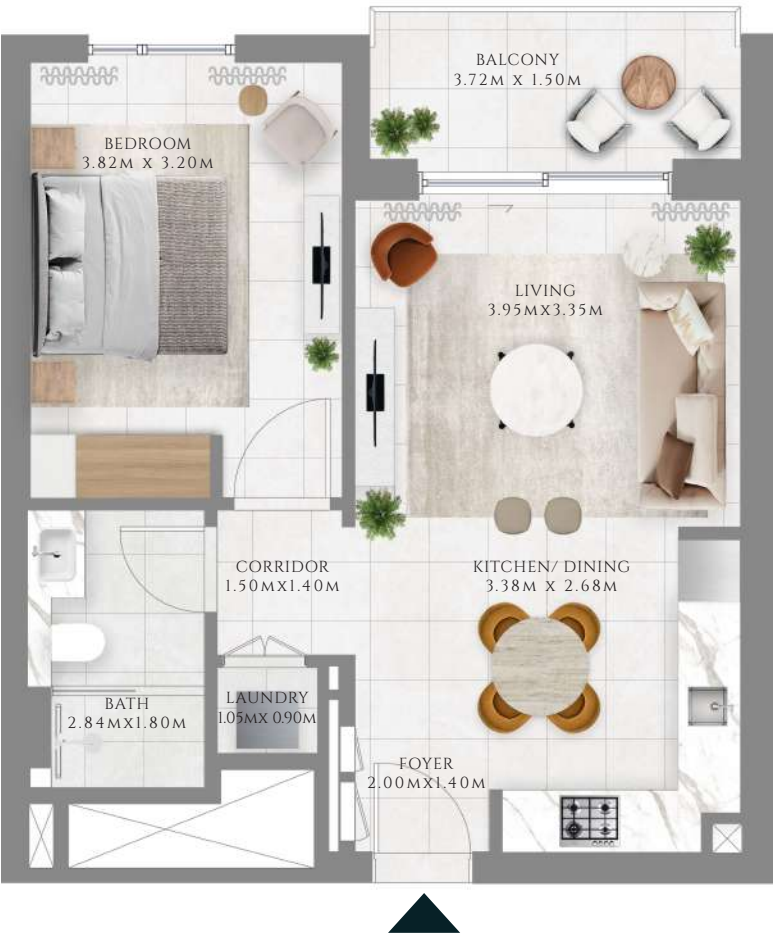 BALCONY
3.72M X 1.50M
BEDROOM
3.82M X 3.20M
LIVING
3.95MX3.35M
CORRIDOR
1.50MX1.40M
KITCHEN/ DINING
3.38M X 2.68M
BATH
2.84MX1.80M
LAUNDRY
1.05MX 0.90M
FOYER
2.00MX1.40M